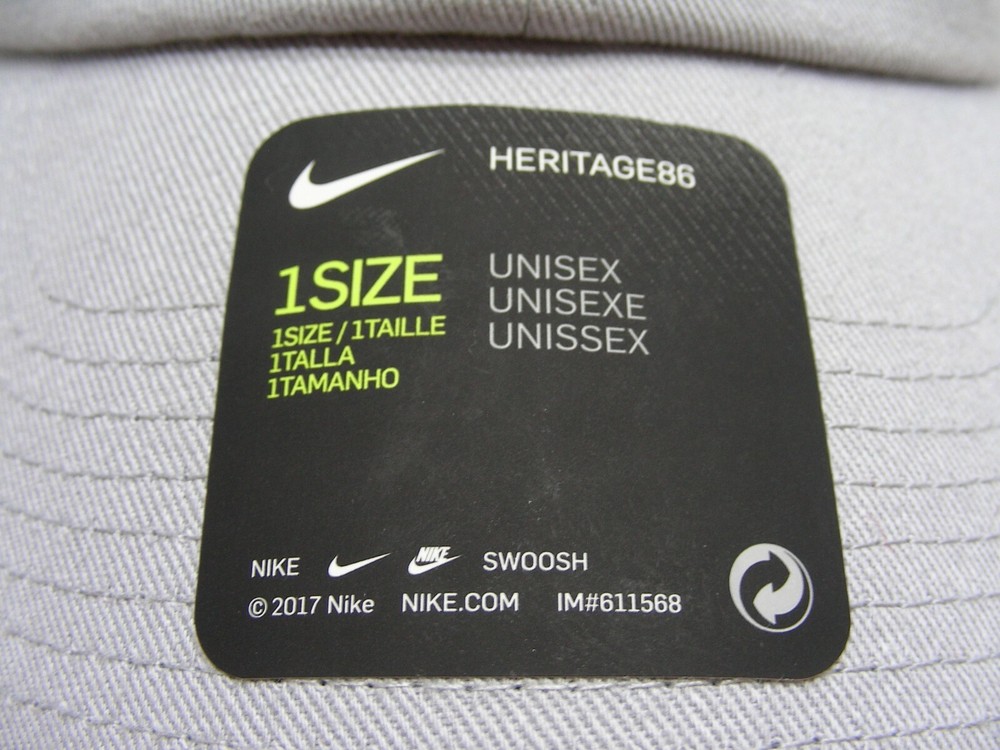 HERITAGE86
1SIZE
1SIZE / 1TAILLE
1TALLA
1TAMANHO
UNISEX
UNISEXE
UNISSEX
NIKE NIKE SWOOSH
© 2017 Nike NIKE.COM IM#611568